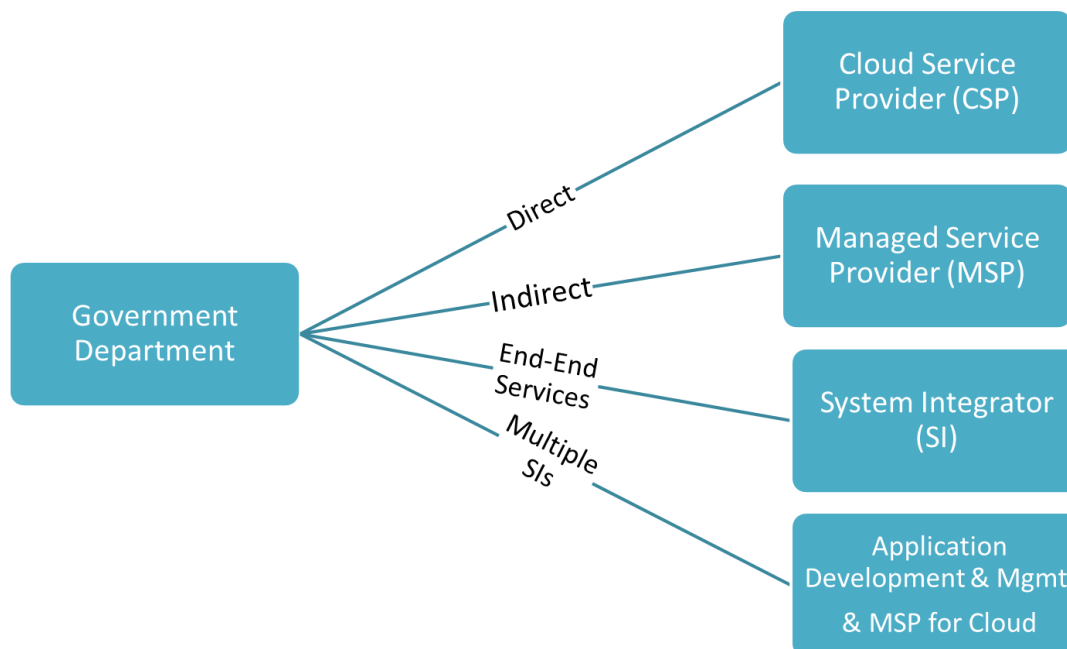 Cloud Service
Provider (CSP)
Direct
Managed Service
Provider (MSP)
Indirect
Government
Department
End-End
Services
System Integrator
(SI)
Multiple
SIs
Application
Development & Mgmt
& MSP for Cloud